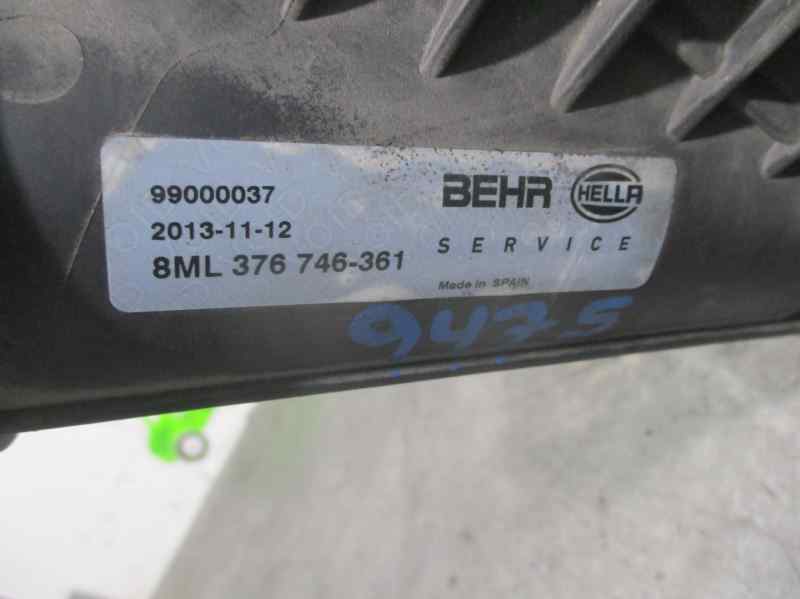 99000037
2013-11-12
8ML 376 746-361
BEHR HELLA
SERVICE
Made in SPAIN
9475